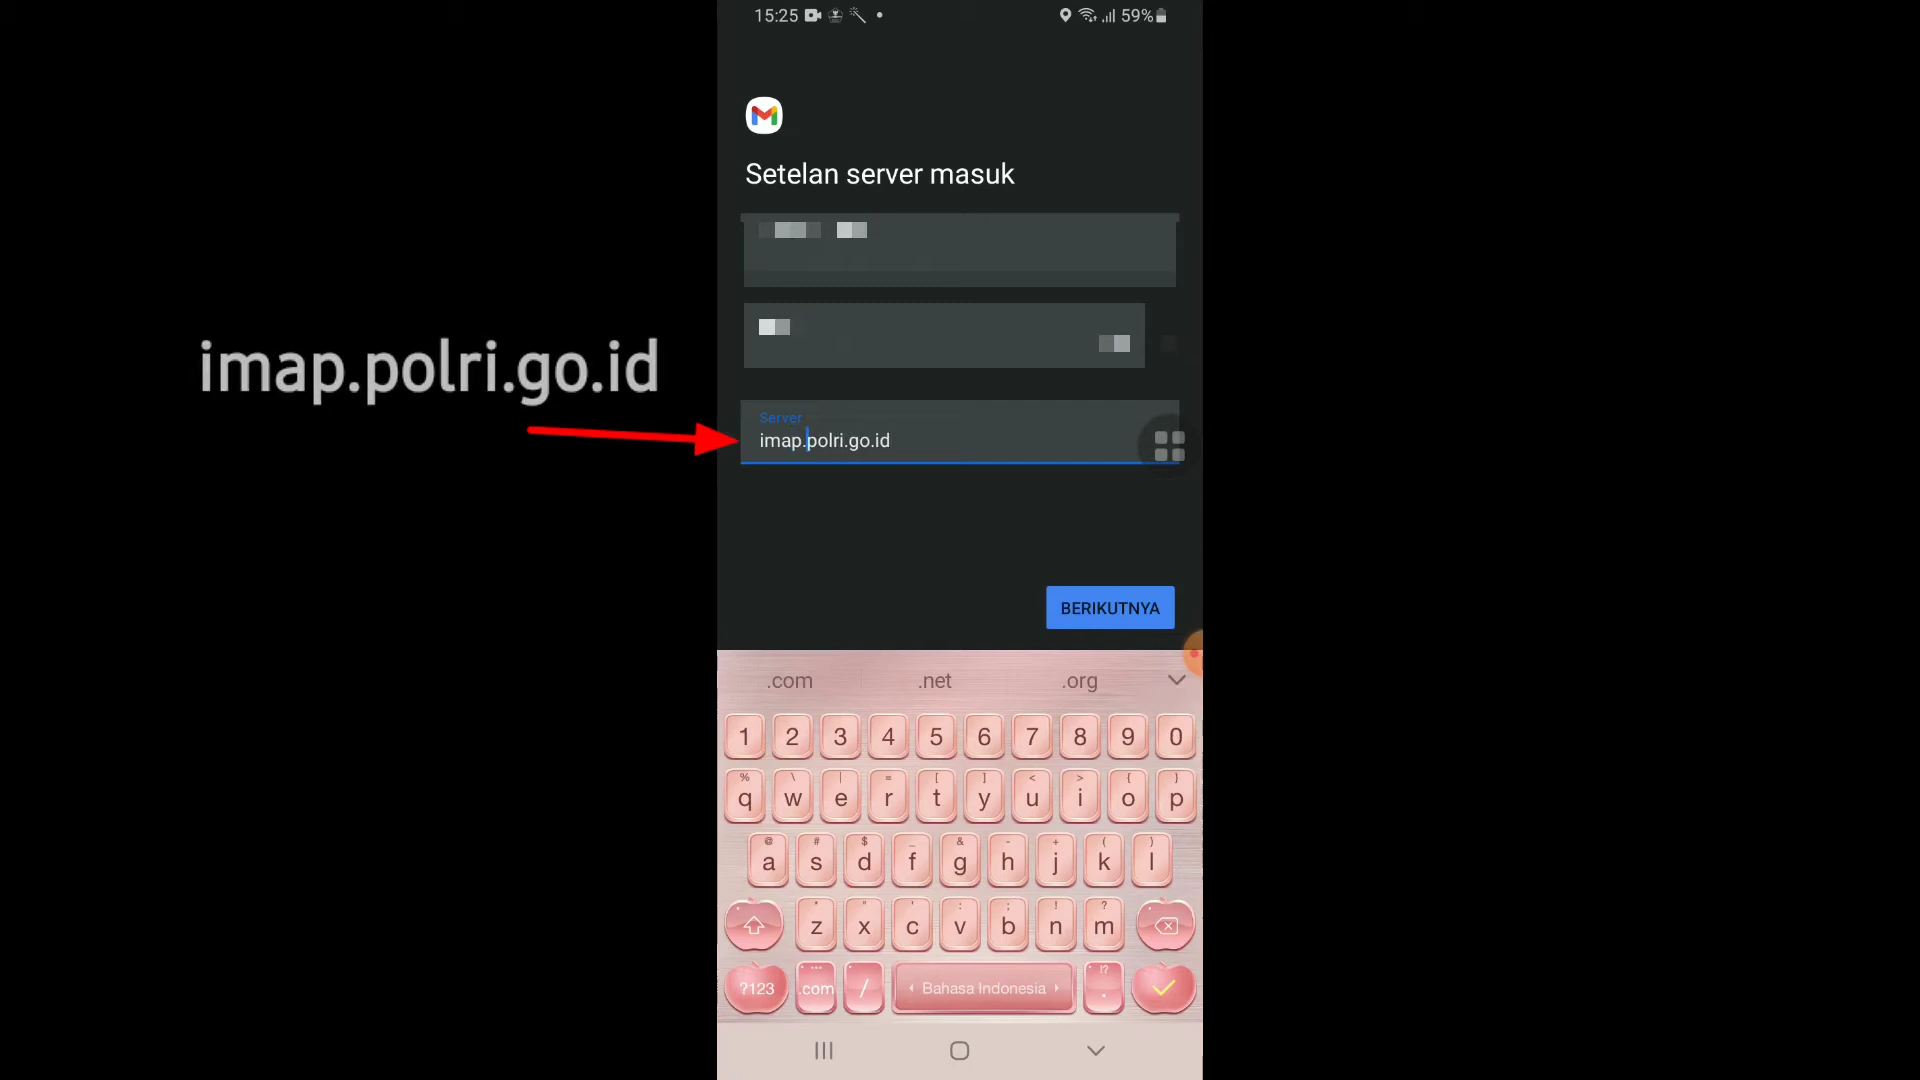 15:25 59%
Setelan server masuk
imap.polri.go.id
Server
imap.polri.go.id
BERIKUTNYA
.com .net .org
1 2 3 4 5 6 7 8 9 0
% \ | = [ ] < > { }
q w e r t y u i o p
@ # $ _ & - + ( )
a s d f g h j k l
* " ' : ; ! ?
z x c v b n m
!?
?123 .com / Bahasa Indonesia .